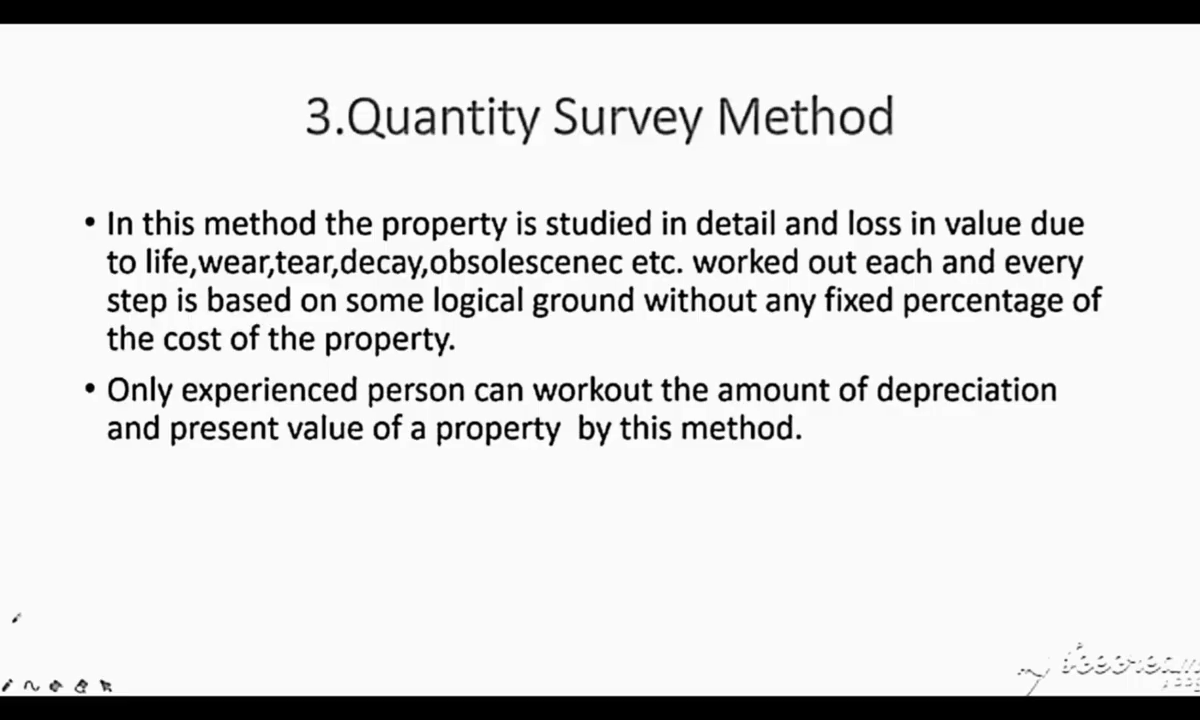 3.Quantity Survey Method
• In this method the property is studied in detail and loss in value due
to life,wear,tear,decay,obsolescenec etc. worked out each and every
step is based on some logical ground without any fixed percentage of
the cost of the property.
• Only experienced person can workout the amount of depreciation
and present value of a property by this method.